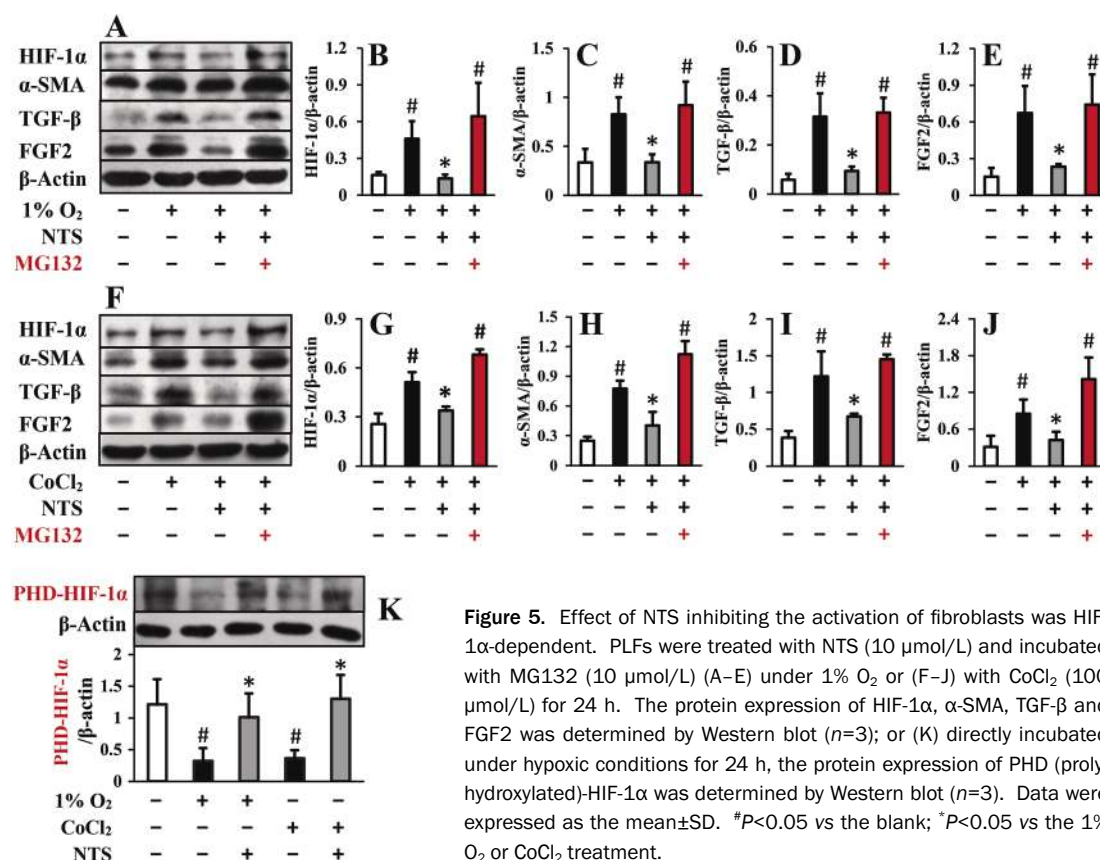 A
HIF-1α
α-SMA
TGF-β
FGF2
β-Actin
1% O₂ – + + +
NTS – – + +
MG132 – – – +
B
HIF-1α/β-actin
1.2
0.9
0.6
0.3
0
# * #
– + + +
– – + +
– – – +
C
α-SMA/β-actin
1.5
1
0.5
0
# * #
– + + +
– – + +
– – – +
D
TGF-β/β-actin
0.6
0.4
0.2
0
# * #
– + + +
– – + +
– – – +
E
FGF2/β-actin
1.2
0.9
0.6
0.3
0
# * #
– + + +
– – + +
– – – +
F
HIF-1α
α-SMA
TGF-β
FGF2
β-Actin
CoCl₂ – + + +
NTS – – + +
MG132 – – – +
G
HIF-1α/β-actin
0.9
0.6
0.3
0
# * #
– + + +
– – + +
– – – +
H
α-SMA/β-actin
1.5
1.2
0.9
0.6
0.3
0
# * #
– + + +
– – + +
– – – +
I
TGF-β/β-actin
2
1.5
1
0.5
0
# * #
– + + +
– – + +
– – – +
J
FGF2/β-actin
2
1.5
1
0.5
0
# * #
– + + +
– – + +
– – – +
PHD-HIF-1α
β-Actin
K
PHD-HIF-1α
/β-actin
2
1.5
1
0.5
0
# * # *
1% O₂ – + + – –
CoCl₂ – – – + +
NTS – – + – +
Figure 5. Effect of NTS inhibiting the activation of fibroblasts was HIF
1α-dependent. PLFs were treated with NTS (10 μmol/L) and incubated
with MG132 (10 μmol/L) (A–E) under 1% O₂ or (F–J) with CoCl₂ (100
μmol/L) for 24 h. The protein expression of HIF-1α, α-SMA, TGF-β and
FGF2 was determined by Western blot (n=3); or (K) directly incubated
under hypoxic conditions for 24 h, the protein expression of PHD (proly
hydroxylated)-HIF-1α was determined by Western blot (n=3). Data were
expressed as the mean±SD. #P<0.05 vs the blank; *P<0.05 vs the 1%
O₂ or CoCl₂ treatment.